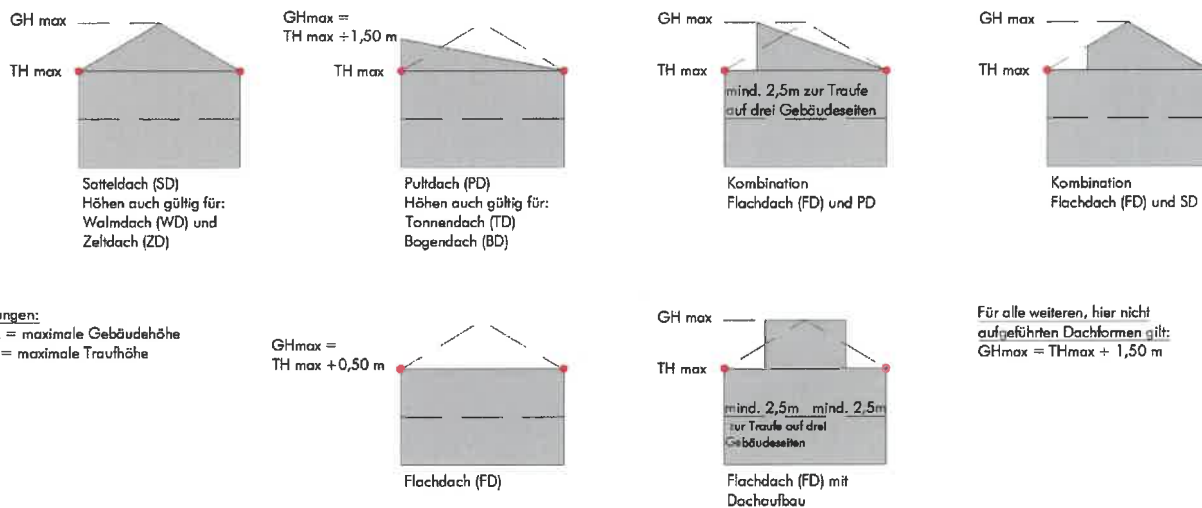 GH max
TH max
Satteldach (SD)
Höhen auch gültig für:
Walmdach (WD) und
Zeltdach (ZD)
GHmax =
TH max +1,50 m
TH max
Pultdach (PD)
Höhen auch gültig für:
Tonnendach (TD)
Bogendach (BD)
GH max
TH max
mind. 2,5m zur Traufe
auf drei Gebäudeseiten
Kombination
Flachdach (FD) und PD
GH max
TH max
Kombination
Flachdach (FD) und SD
ungen:
= maximale Gebäudehöhe
= maximale Traufhöhe
GHmax =
TH max +0,50 m
Flachdach (FD)
GH max
TH max
mind. 2,5m mind. 2,5m
zur Traufe auf drei
Gebäudeseiten
Flachdach (FD) mit
Dachaufbau
Für alle weiteren, hier nicht
aufgeführten Dachformen gilt:
GHmax = THmax + 1,50 m